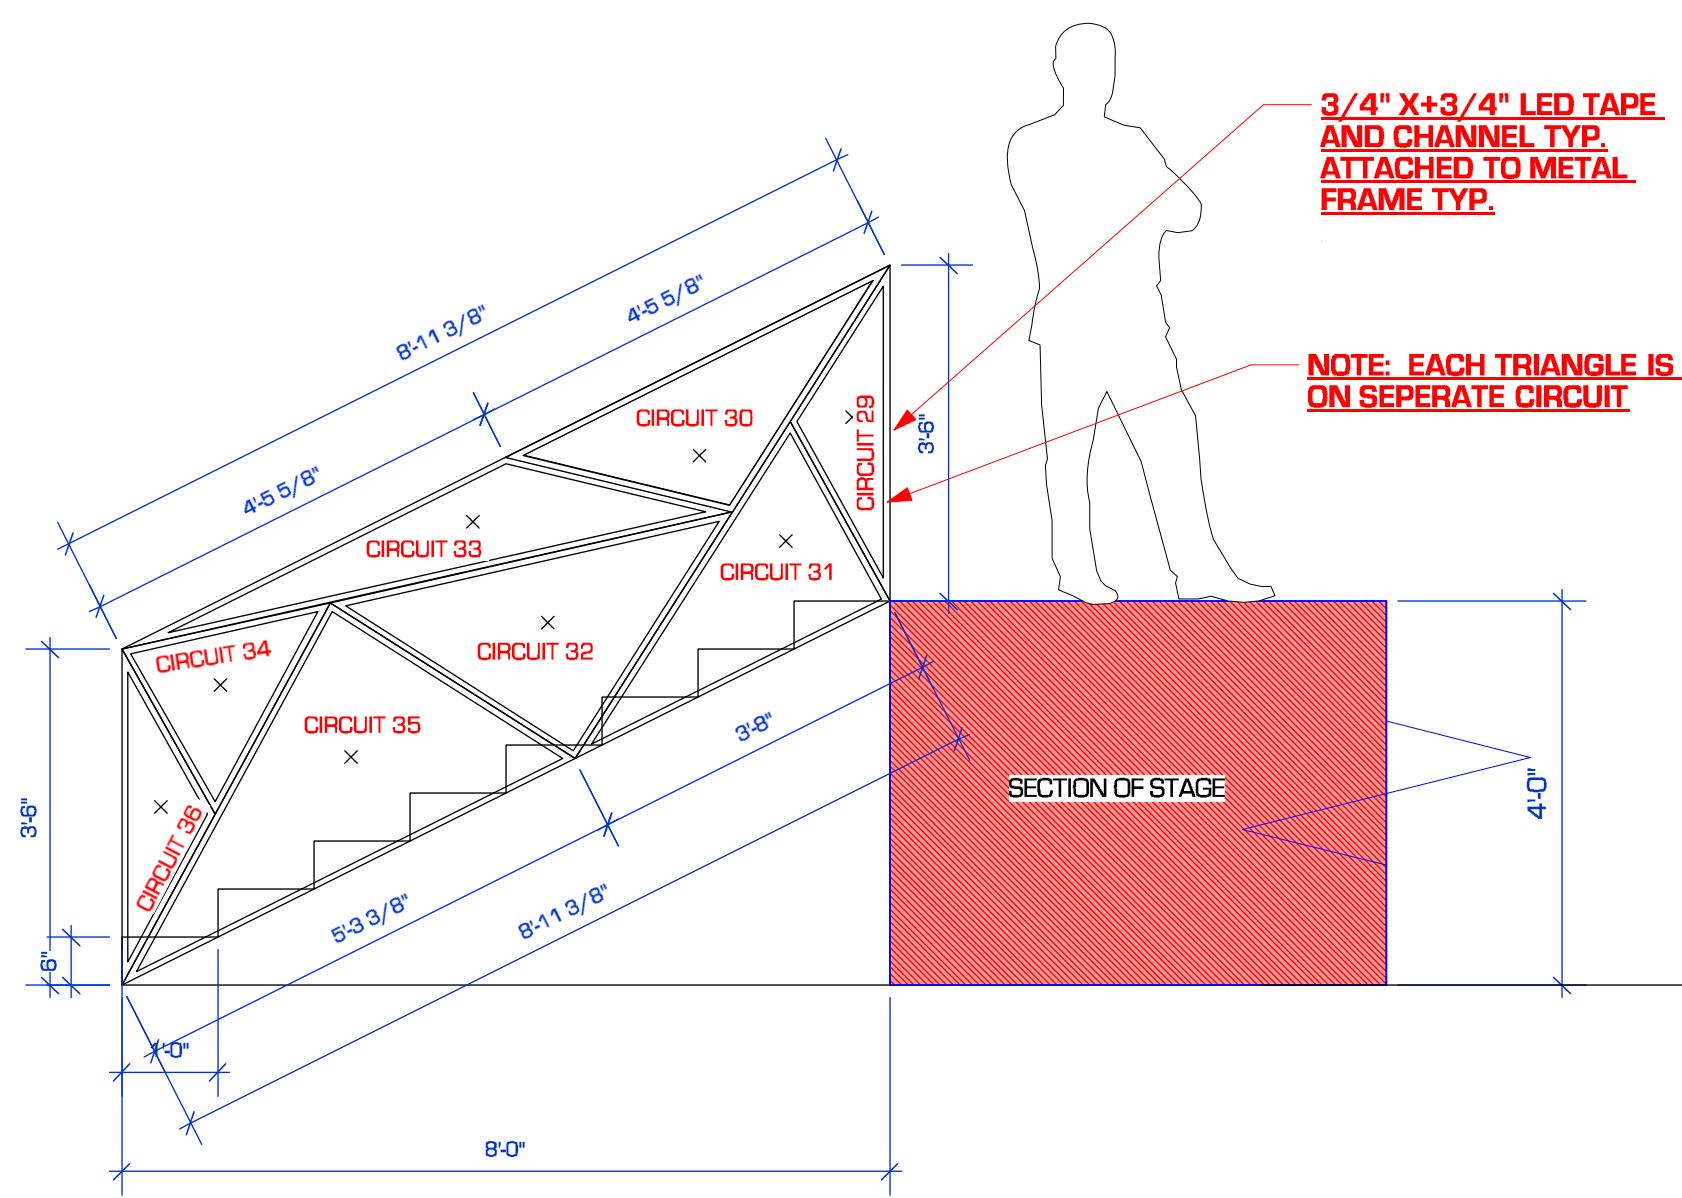 3/4" X+3/4" LED TAPE
AND CHANNEL TYP.
ATTACHED TO METAL
FRAME TYP.
NOTE: EACH TRIANGLE IS
ON SEPERATE CIRCUIT
8'-11 3/8"
4'-5 5/8"
4'-5 5/8"
CIRCUIT 30
CIRCUIT 29
3'-6"
CIRCUIT 33
CIRCUIT 31
CIRCUIT 34
CIRCUIT 32
CIRCUIT 35
CIRCUIT 36
3'-6"
6"
3'-8"
5'-3 3/8"
8'-11 3/8"
SECTION OF STAGE
4'-0"
1'-0"
8'-0"